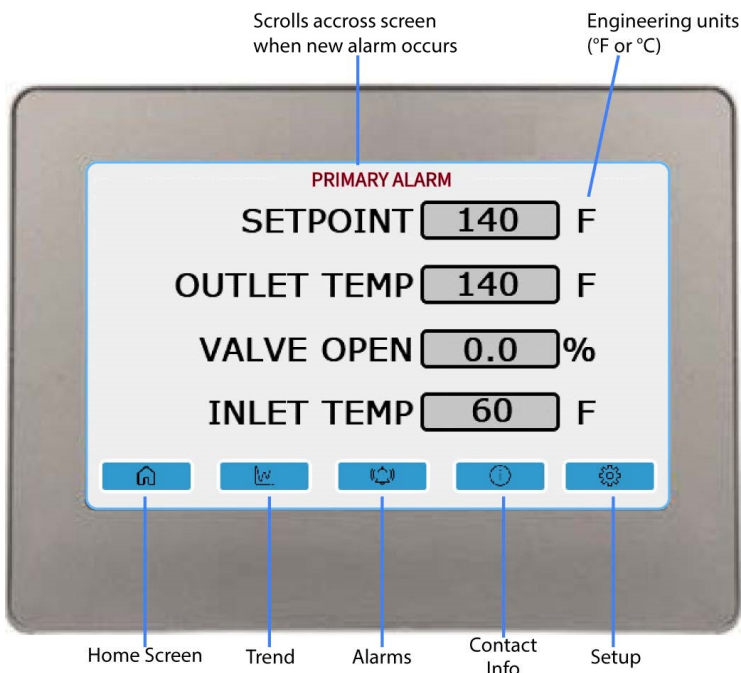 Scrolls accross screen
when new alarm occurs
Engineering units
(°F or °C)
PRIMARY ALARM
SETPOINT 140 F
OUTLET TEMP 140 F
VALVE OPEN 0.0 %
INLET TEMP 60 F
Home Screen
Trend
Alarms
Contact
Info
Setup